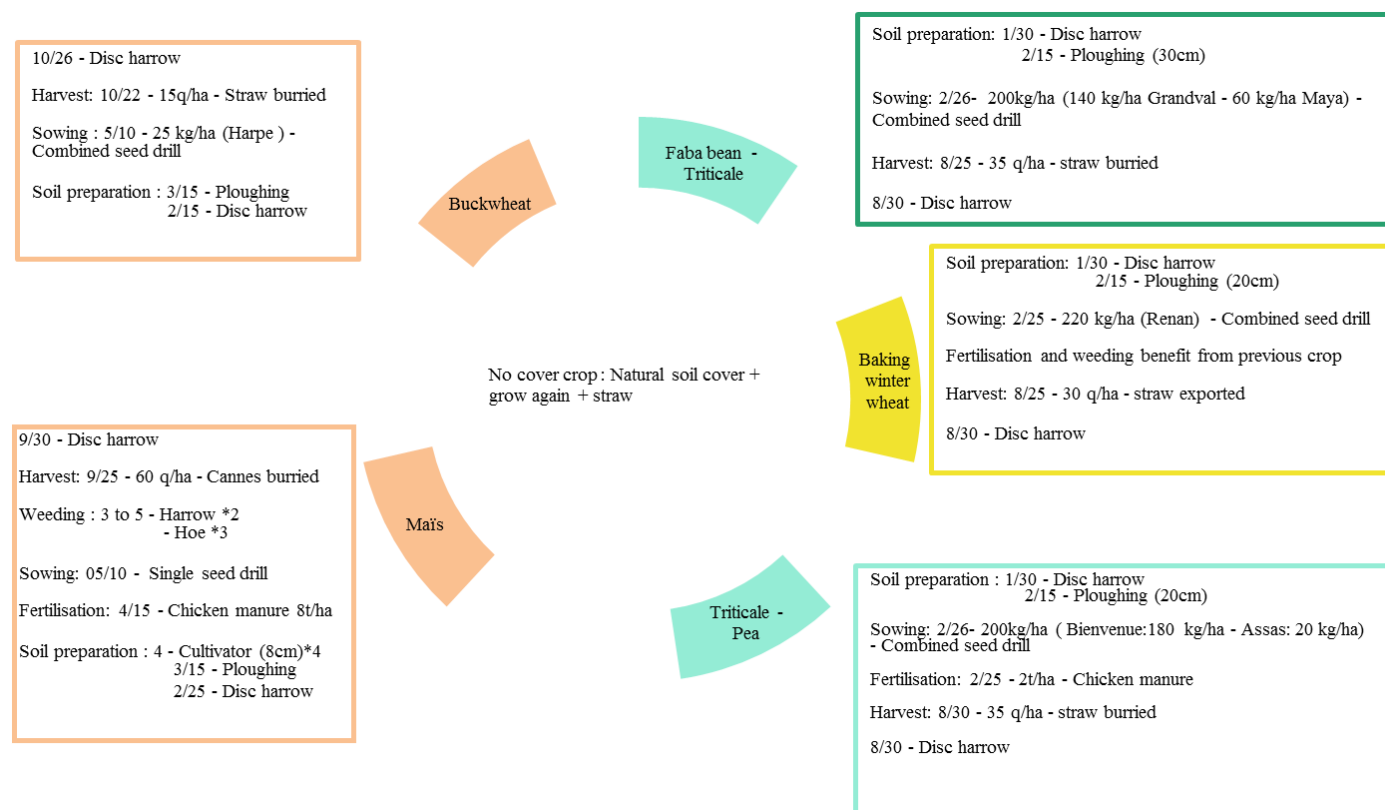 10/26 - Disc harrow
Harvest: 10/22 - 15q/ha - Straw burried
Sowing : 5/10 - 25 kg/ha (Harpe ) -
Combined seed drill
Soil preparation : 3/15 - Ploughing
2/15 - Disc harrow
Buckwheat
Faba bean -
Triticale
Soil preparation: 1/30 - Disc harrow
2/15 - Ploughing (30cm)
Sowing: 2/26- 200kg/ha (140 kg/ha Grandval - 60 kg/ha Maya) -
Combined seed drill
Harvest: 8/25 - 35 q/ha - straw burried
8/30 - Disc harrow
Baking
winter
wheat
Soil preparation: 1/30 - Disc harrow
2/15 - Ploughing (20cm)
Sowing: 2/25 - 220 kg/ha (Renan) - Combined seed drill
Fertilisation and weeding benefit from previous crop
Harvest: 8/25 - 30 q/ha - straw exported
8/30 - Disc harrow
No cover crop : Natural soil cover +
grow again + straw
9/30 - Disc harrow
Harvest: 9/25 - 60 q/ha - Cannes burried
Weeding : 3 to 5 - Harrow *2
- Hoe *3
Sowing: 05/10 - Single seed drill
Fertilisation: 4/15 - Chicken manure 8t/ha
Soil preparation : 4 - Cultivator (8cm)*4
3/15 - Ploughing
2/25 - Disc harrow
Maïs
Triticale -
Pea
Soil preparation : 1/30 - Disc harrow
2/15 - Ploughing (20cm)
Sowing: 2/26- 200kg/ha ( Bienvenue:180 kg/ha - Assas: 20 kg/ha)
- Combined seed drill
Fertilisation: 2/25 - 2t/ha - Chicken manure
Harvest: 8/30 - 35 q/ha - straw burried
8/30 - Disc harrow